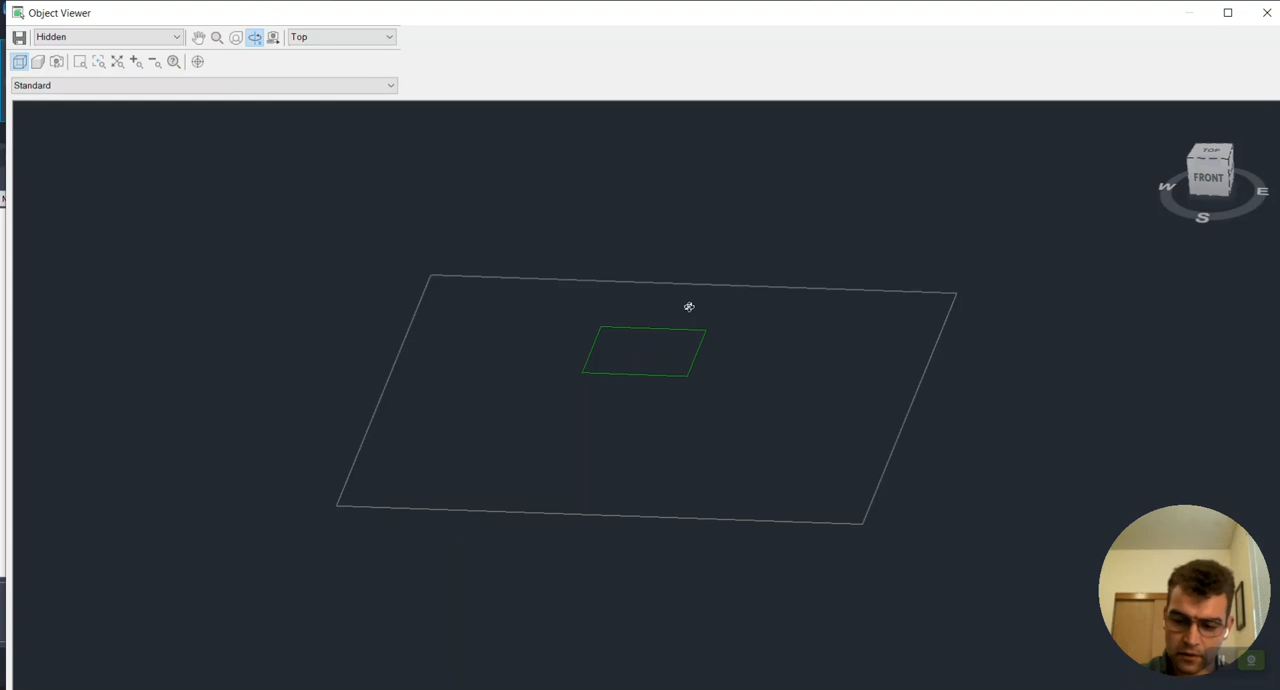 Object Viewer
Hidden
Top
Standard
TOP
FRONT
W
E
S